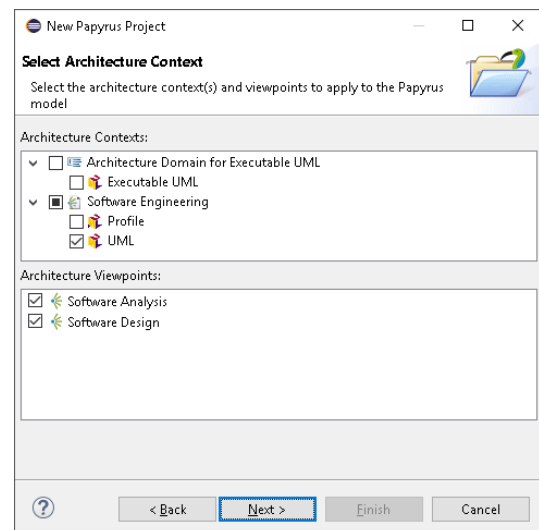 New Papyrus Project
Select Architecture Context
Select the architecture context(s) and viewpoints to apply to the Papyrus
model
Architecture Contexts:
Architecture Domain for Executable UML
Executable UML
Software Engineering
Profile
UML
Architecture Viewpoints:
Software Analysis
Software Design
? < Back Next > Finish Cancel